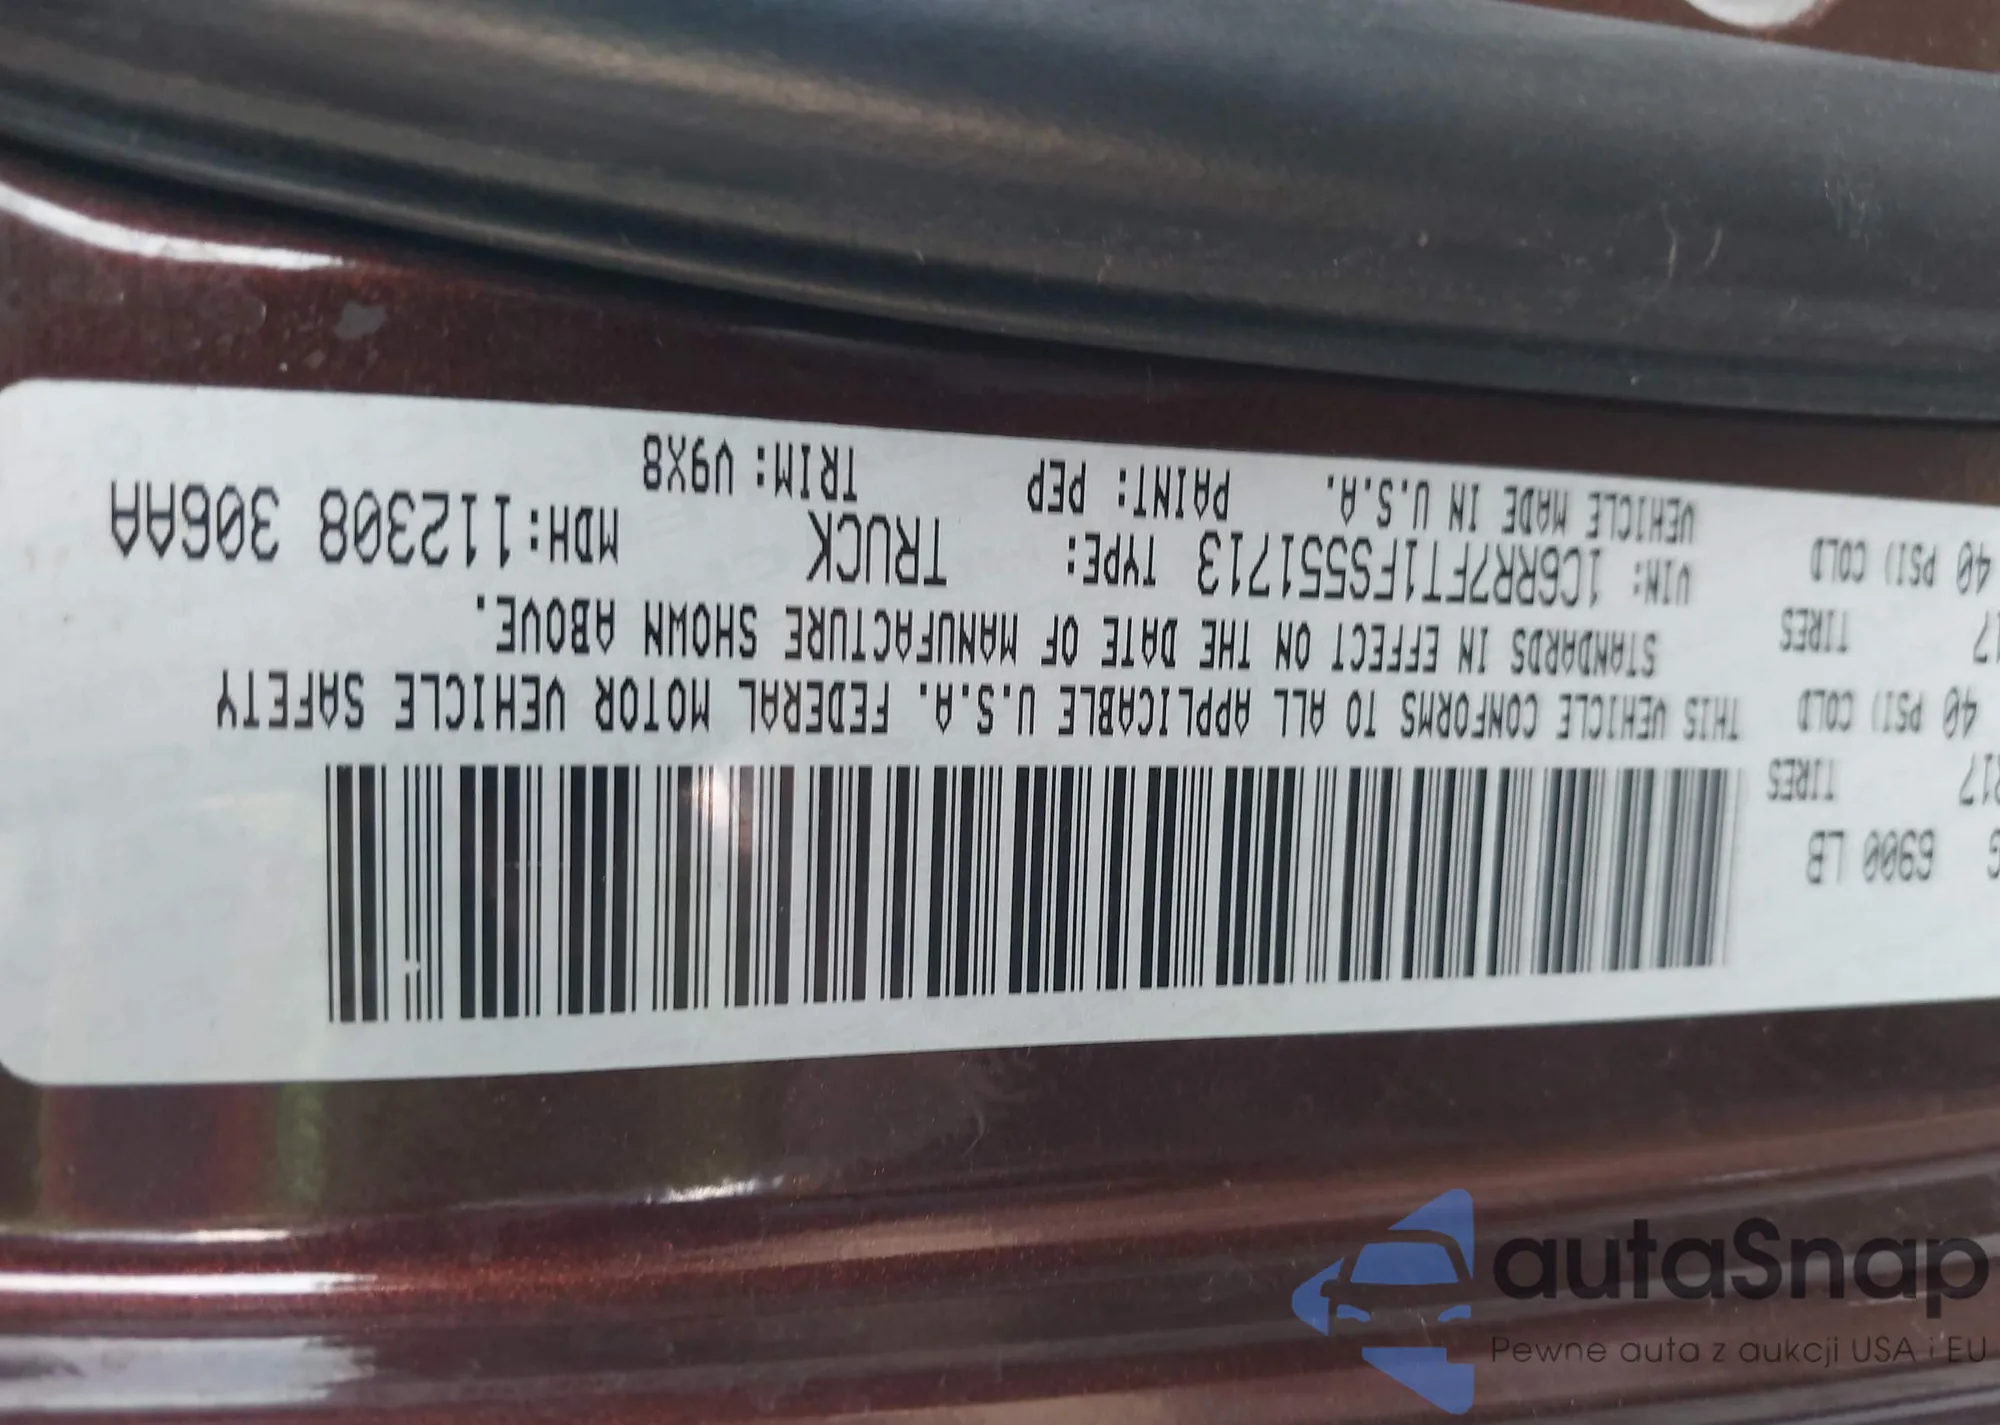 6900 LB
R17 TIRES
40 PSI) COLD
17 TIRES
40 PSI) COLD
THIS VEHICLE CONFORMS TO ALL APPLICABLE U.S.A. FEDERAL MOTOR VEHICLE SAFETY
STANDARDS IN EFFECT ON THE DATE OF MANUFACTURE SHOWN ABOVE.
VIN: 1C6RR7FT1FS551713 TYPE: TRUCK MDH:112308 306AA
VEHICLE MADE IN U.S.A. PAINT: PEP TRIM: V9X8
autaSnap
Pewne auta z aukcji USA i EU